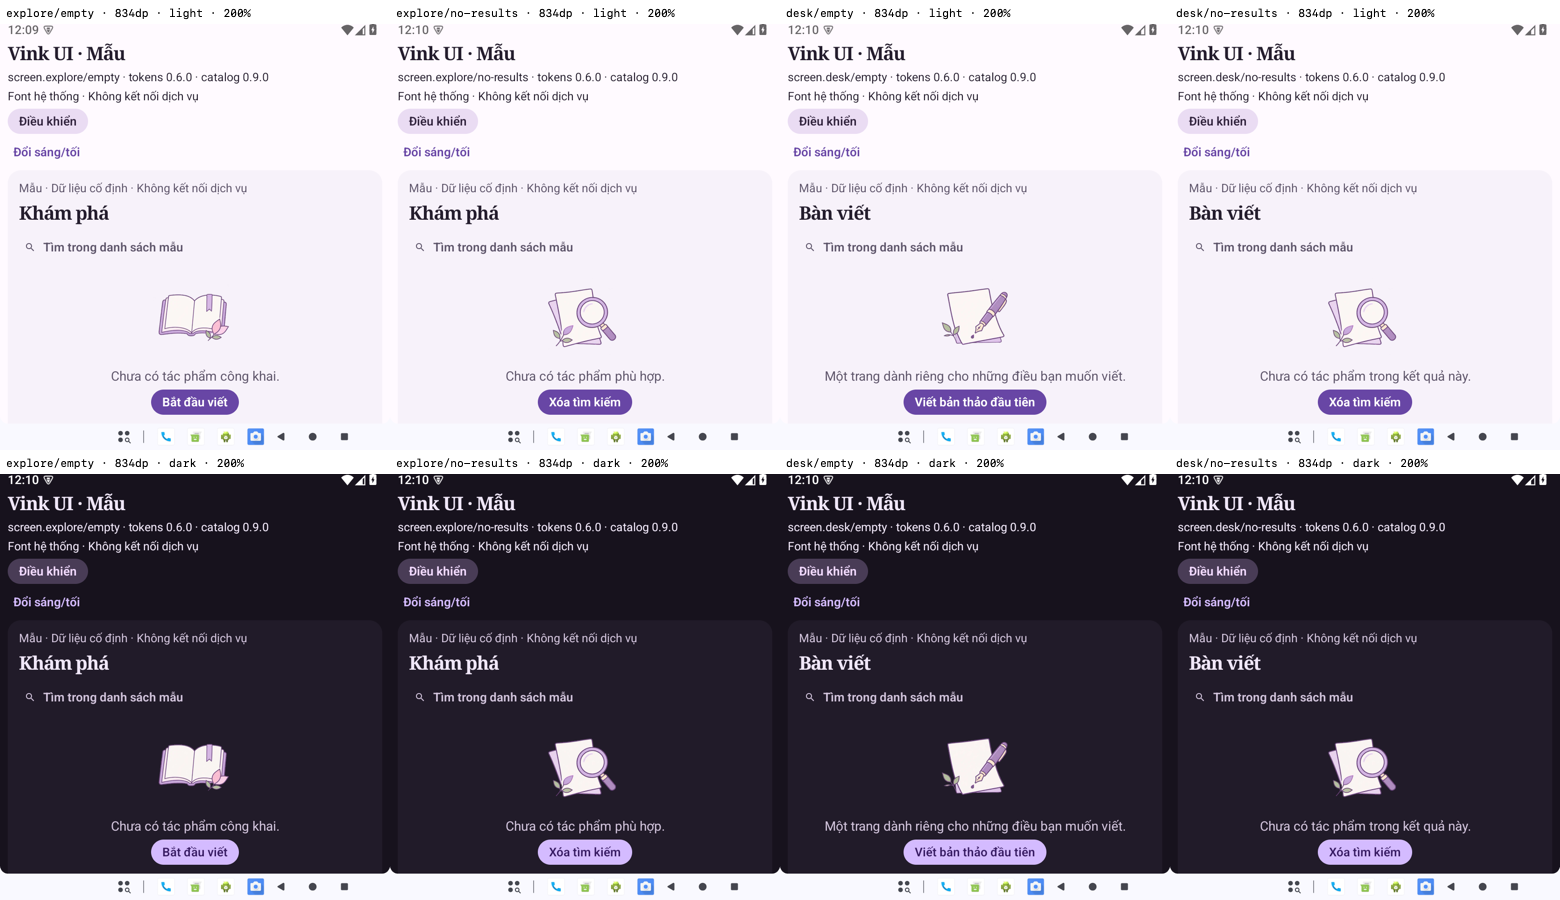 explore/empty · 834dp · light · 200%
12:09
Vink UI · Mẫu
screen.explore/empty · tokens 0.6.0 · catalog 0.9.0
Font hệ thống · Không kết nối dịch vụ
Điều khiển
Đổi sáng/tối
Mẫu · Dữ liệu cố định · Không kết nối dịch vụ
Khám phá
Tìm trong danh sách mẫu
Chưa có tác phẩm công khai.
Bắt đầu viết
explore/no-results · 834dp · light · 200%
12:10
Vink UI · Mẫu
screen.explore/no-results · tokens 0.6.0 · catalog 0.9.0
Font hệ thống · Không kết nối dịch vụ
Điều khiển
Đổi sáng/tối
Mẫu · Dữ liệu cố định · Không kết nối dịch vụ
Khám phá
Tìm trong danh sách mẫu
Chưa có tác phẩm phù hợp.
Xóa tìm kiếm
desk/empty · 834dp · light · 200%
12:10
Vink UI · Mẫu
screen.desk/empty · tokens 0.6.0 · catalog 0.9.0
Font hệ thống · Không kết nối dịch vụ
Điều khiển
Đổi sáng/tối
Mẫu · Dữ liệu cố định · Không kết nối dịch vụ
Bàn viết
Tìm trong danh sách mẫu
Một trang dành riêng cho những điều bạn muốn viết.
Viết bản thảo đầu tiên
desk/no-results · 834dp · light · 200%
12:10
Vink UI · Mẫu
screen.desk/no-results · tokens 0.6.0 · catalog 0.9.0
Font hệ thống · Không kết nối dịch vụ
Điều khiển
Đổi sáng/tối
Mẫu · Dữ liệu cố định · Không kết nối dịch vụ
Bàn viết
Tìm trong danh sách mẫu
Chưa có tác phẩm trong kết quả này.
Xóa tìm kiếm
explore/empty · 834dp · dark · 200%
12:10
Vink UI · Mẫu
screen.explore/empty · tokens 0.6.0 · catalog 0.9.0
Font hệ thống · Không kết nối dịch vụ
Điều khiển
Đổi sáng/tối
Mẫu · Dữ liệu cố định · Không kết nối dịch vụ
Khám phá
Tìm trong danh sách mẫu
Chưa có tác phẩm công khai.
Bắt đầu viết
explore/no-results · 834dp · dark · 200%
12:10
Vink UI · Mẫu
screen.explore/no-results · tokens 0.6.0 · catalog 0.9.0
Font hệ thống · Không kết nối dịch vụ
Điều khiển
Đổi sáng/tối
Mẫu · Dữ liệu cố định · Không kết nối dịch vụ
Khám phá
Tìm trong danh sách mẫu
Chưa có tác phẩm phù hợp.
Xóa tìm kiếm
desk/empty · 834dp · dark · 200%
12:10
Vink UI · Mẫu
screen.desk/empty · tokens 0.6.0 · catalog 0.9.0
Font hệ thống · Không kết nối dịch vụ
Điều khiển
Đổi sáng/tối
Mẫu · Dữ liệu cố định · Không kết nối dịch vụ
Bàn viết
Tìm trong danh sách mẫu
Một trang dành riêng cho những điều bạn muốn viết.
Viết bản thảo đầu tiên
desk/no-results · 834dp · dark · 200%
12:10
Vink UI · Mẫu
screen.desk/no-results · tokens 0.6.0 · catalog 0.9.0
Font hệ thống · Không kết nối dịch vụ
Điều khiển
Đổi sáng/tối
Mẫu · Dữ liệu cố định · Không kết nối dịch vụ
Bàn viết
Tìm trong danh sách mẫu
Chưa có tác phẩm trong kết quả này.
Xóa tìm kiếm